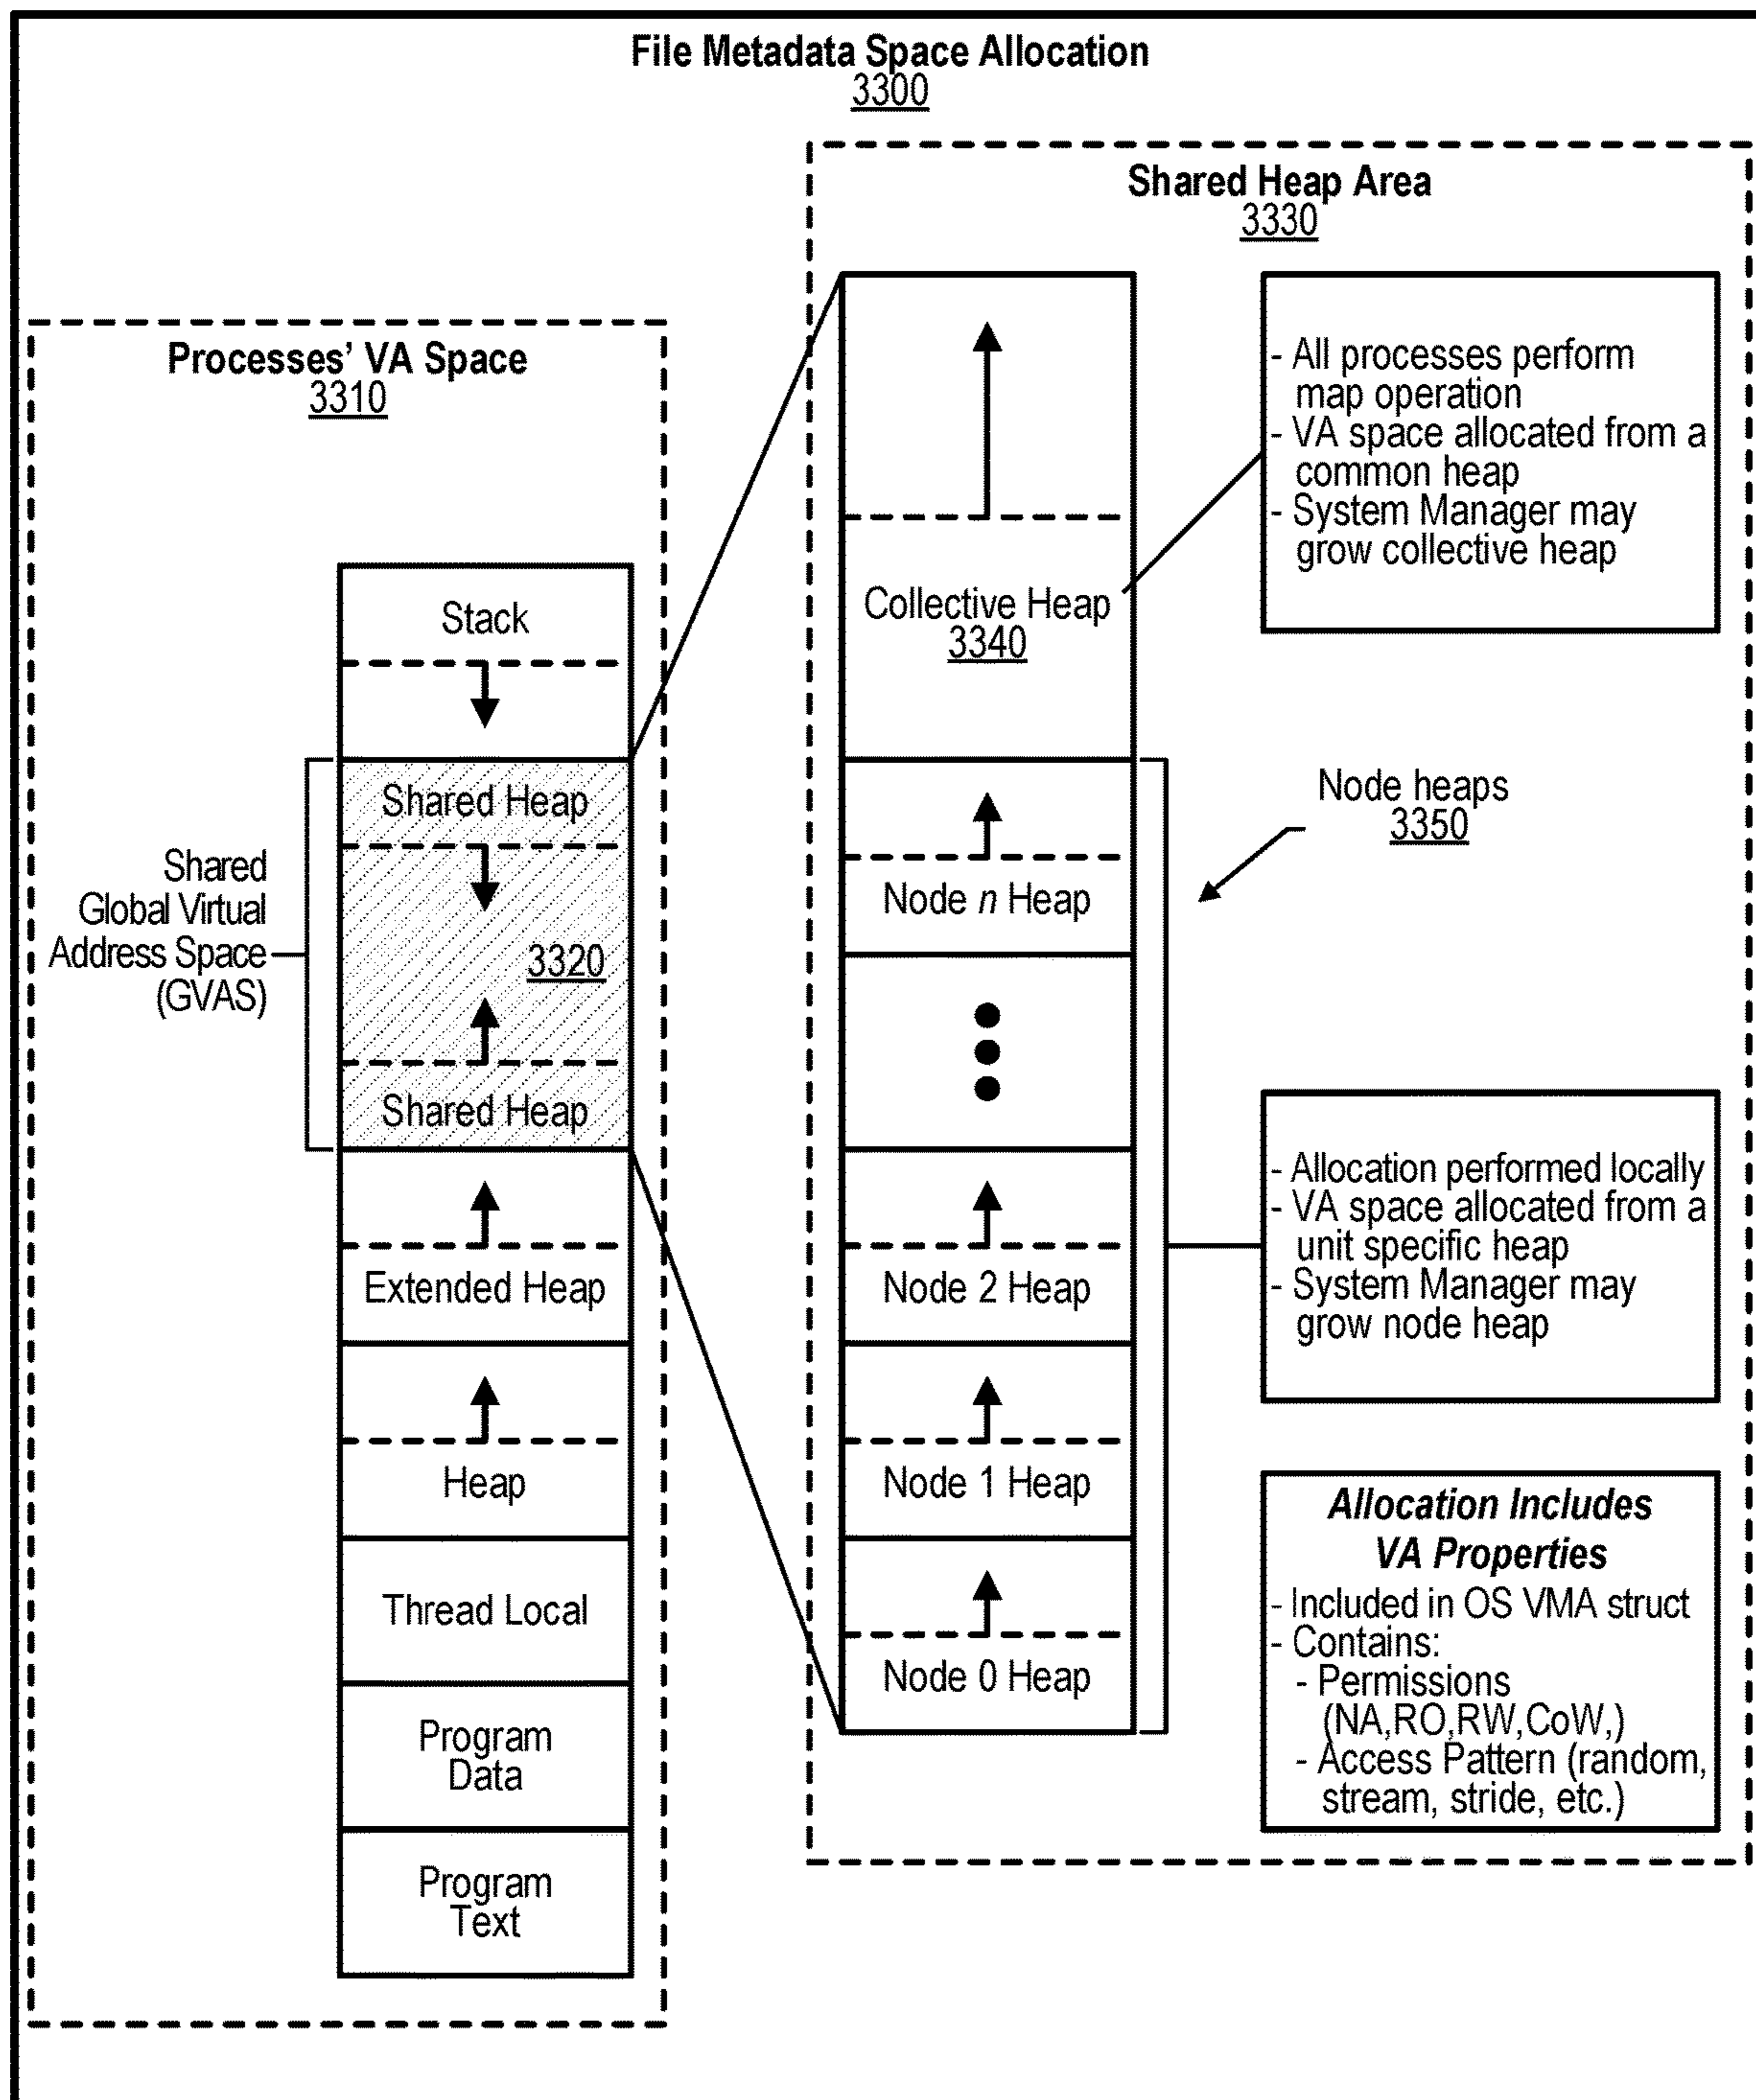 File Metadata Space Allocation
3300
Processes' VA Space
3310
Stack
Shared Heap
Shared
Global Virtual
Address Space
(GVAS)
3320
Shared Heap
Extended Heap
Heap
Thread Local
Program
Data
Program
Text
Shared Heap Area
3330
Collective Heap
3340
- All processes perform
map operation
- VA space allocated from a
common heap
- System Manager may
grow collective heap
Node heaps
3350
Node n Heap
Node 2 Heap
Node 1 Heap
Node 0 Heap
- Allocation performed locally
- VA space allocated from a
unit specific heap
- System Manager may
grow node heap
Allocation Includes
VA Properties
- Included in OS VMA struct
- Contains:
- Permissions
(NA,RO,RW,CoW,)
- Access Pattern (random,
stream, stride, etc.)